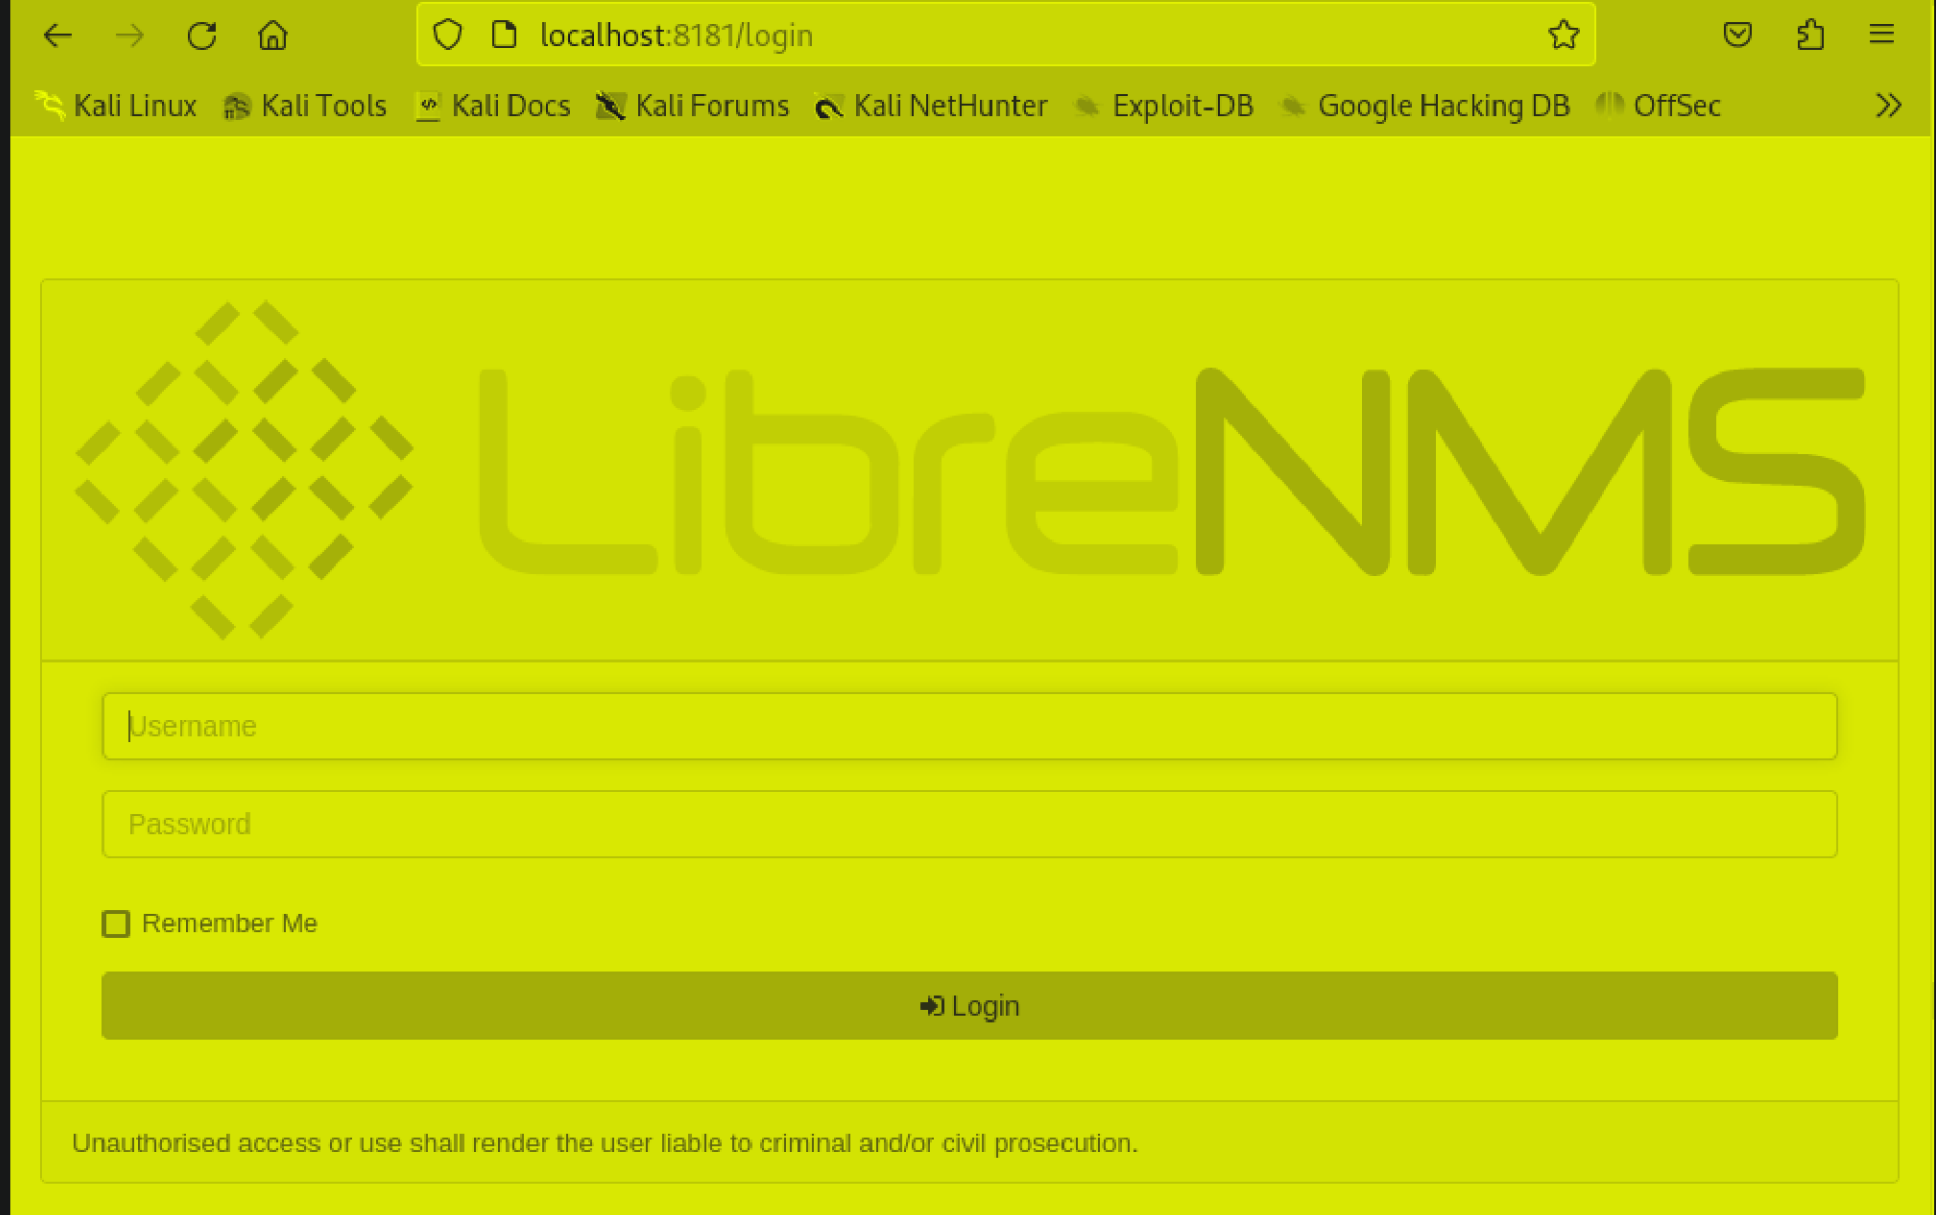 localhost:8181/login
Kali Linux Kali Tools Kali Docs Kali Forums Kali NetHunter Exploit-DB Google Hacking DB OffSec
LibreNMS
Username
Password
Remember Me
Login
Unauthorised access or use shall render the user liable to criminal and/or civil prosecution.